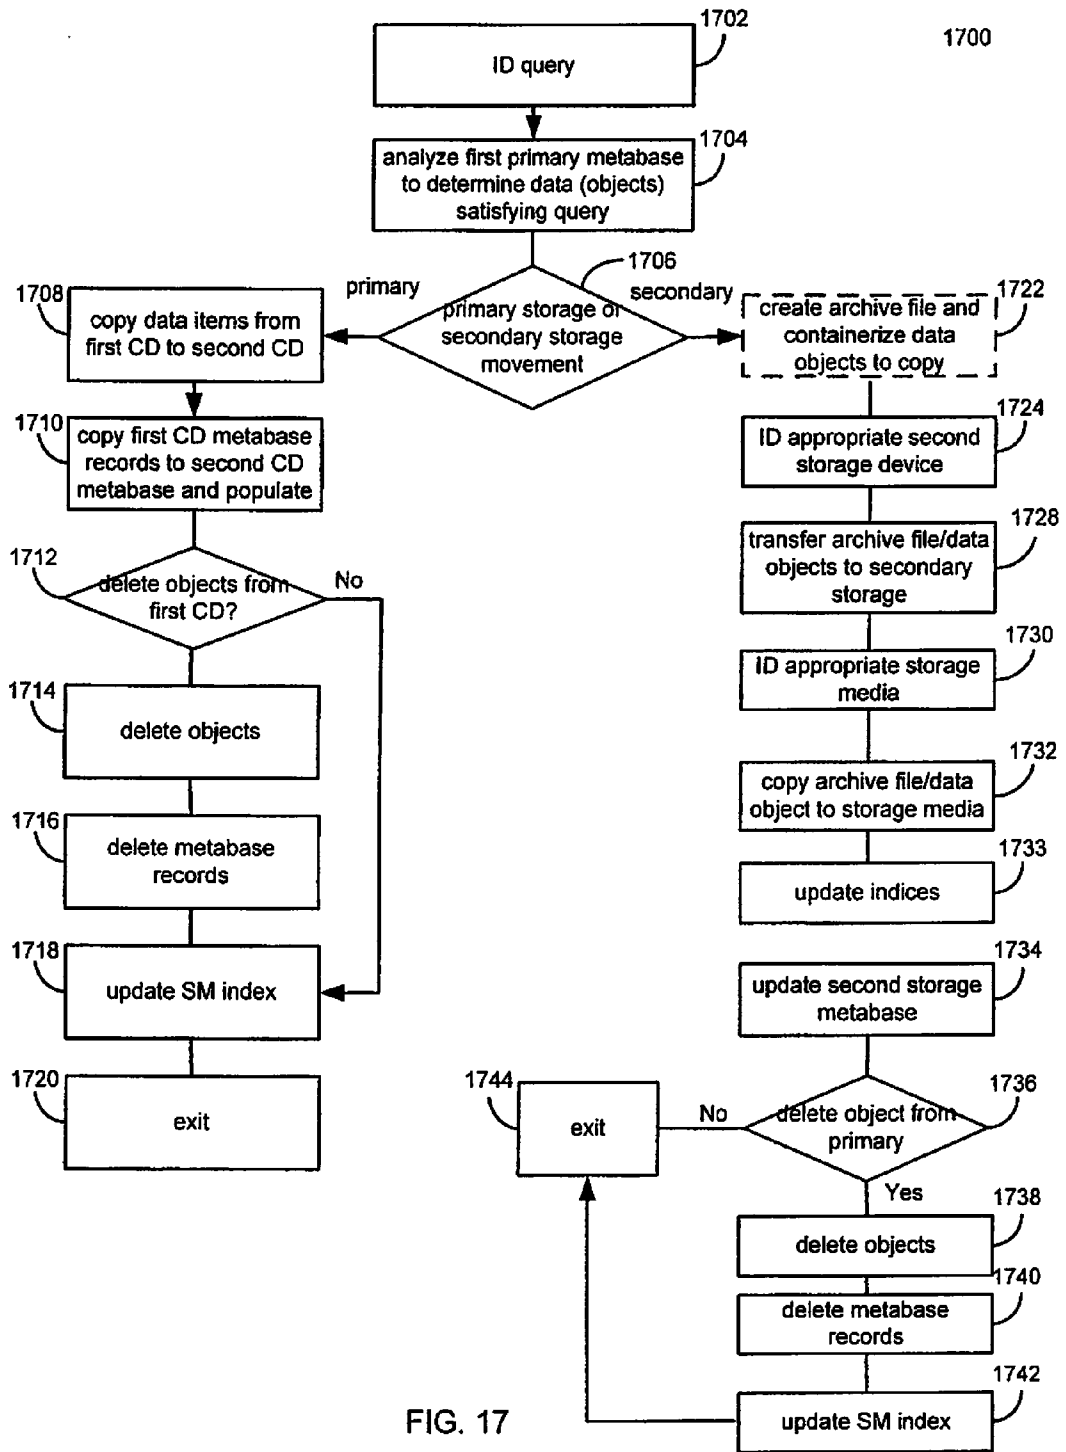 1702
1700
ID query
1704
analyze first primary metabase
to determine data (objects)
satisfying query
1706
primary
secondary
primary storage or
secondary storage
movement
1708
copy data items from
first CD to second CD
1710
copy first CD metabase
records to second CD
metabase and populate
1712
delete objects from
first CD?
No
1714
delete objects
1716
delete metabase
records
1718
update SM index
1720
exit
1722
create archive file and
containerize data
objects to copy
1724
ID appropriate second
storage device
1728
transfer archive file/data
objects to secondary
storage
1730
ID appropriate storage
media
1732
copy archive file/data
object to storage media
1733
update indices
1734
update second storage
metabase
1736
delete object from
primary
No
1744
exit
Yes
1738
delete objects
1740
delete metabase
records
1742
update SM index
FIG. 17